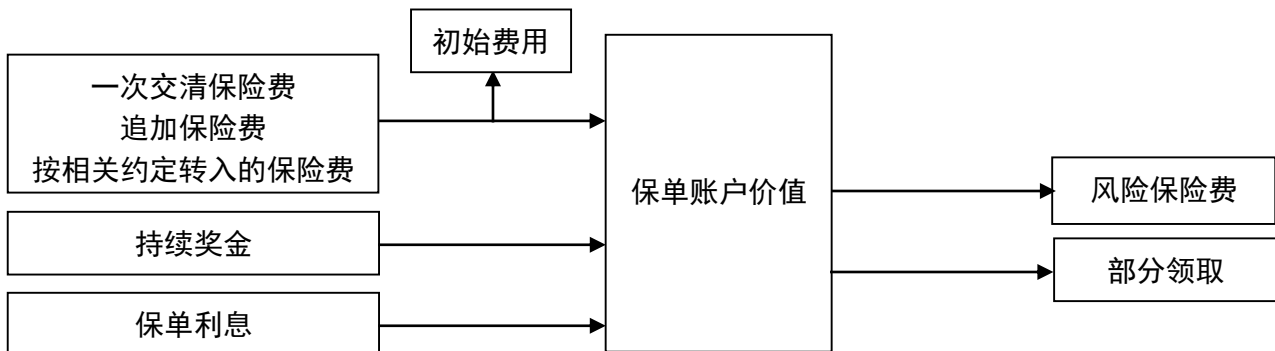 初始费用
一次交清保险费
追加保险费
按相关约定转入的保险费
持续奖金
保单利息
保单账户价值
风险保险费
部分领取